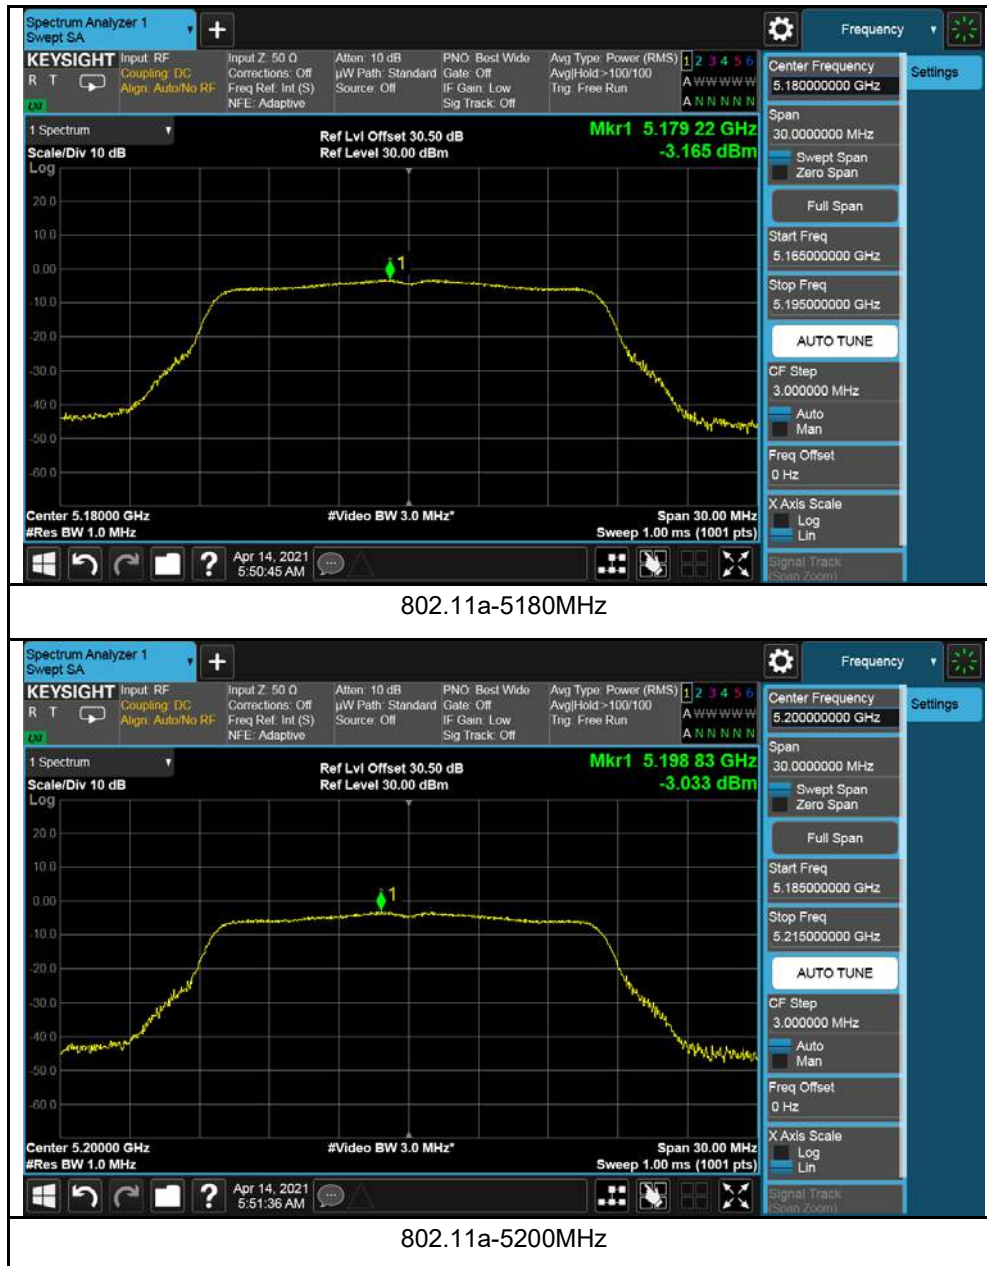 Spectrum Analyzer 1
Swept SA
+
Frequency
KEYSIGHT
R T
LXI
Input: RF
Coupling: DC
Align: Auto/No RF
Input Z: 50 Ω
Corrections: Off
Freq Ref: Int (S)
NFE: Adaptive
Atten: 10 dB
µW Path: Standard
Source: Off
PNO: Best Wide
Gate: Off
IF Gain: Low
Sig Track: Off
Avg Type: Power (RMS)
Avg|Hold:>100/100
Trig: Free Run
1 2 3 4 5 6
A W W W W W
A N N N N N
Center Frequency
5.180000000 GHz
Settings
Span
30.0000000 MHz
Swept Span
Zero Span
Full Span
Start Freq
5.165000000 GHz
Stop Freq
5.195000000 GHz
AUTO TUNE
CF Step
3.000000 MHz
Auto
Man
Freq Offset
0 Hz
X Axis Scale
Log
Lin
Signal Track
(Span Zoom)
1 Spectrum
Scale/Div 10 dB
Log
Ref Lvl Offset 30.50 dB
Ref Level 30.00 dBm
Mkr1 5.179 22 GHz
-3.165 dBm
20.0
10.0
0.00
-10.0
-20.0
-30.0
-40.0
-50.0
-60.0
1
Center 5.18000 GHz
#Res BW 1.0 MHz
#Video BW 3.0 MHz*
Span 30.00 MHz
Sweep 1.00 ms (1001 pts)
?
Apr 14, 2021
5:50:45 AM
802.11a-5180MHz
Spectrum Analyzer 1
Swept SA
+
Frequency
KEYSIGHT
R T
LXI
Input: RF
Coupling: DC
Align: Auto/No RF
Input Z: 50 Ω
Corrections: Off
Freq Ref: Int (S)
NFE: Adaptive
Atten: 10 dB
µW Path: Standard
Source: Off
PNO: Best Wide
Gate: Off
IF Gain: Low
Sig Track: Off
Avg Type: Power (RMS)
Avg|Hold:>100/100
Trig: Free Run
1 2 3 4 5 6
A W W W W W
A N N N N N
Center Frequency
5.200000000 GHz
Settings
Span
30.0000000 MHz
Swept Span
Zero Span
Full Span
Start Freq
5.185000000 GHz
Stop Freq
5.215000000 GHz
AUTO TUNE
CF Step
3.000000 MHz
Auto
Man
Freq Offset
0 Hz
X Axis Scale
Log
Lin
Signal Track
(Span Zoom)
1 Spectrum
Scale/Div 10 dB
Log
Ref Lvl Offset 30.50 dB
Ref Level 30.00 dBm
Mkr1 5.198 83 GHz
-3.033 dBm
20.0
10.0
0.00
-10.0
-20.0
-30.0
-40.0
-50.0
-60.0
1
Center 5.20000 GHz
#Res BW 1.0 MHz
#Video BW 3.0 MHz*
Span 30.00 MHz
Sweep 1.00 ms (1001 pts)
?
Apr 14, 2021
5:51:36 AM
802.11a-5200MHz